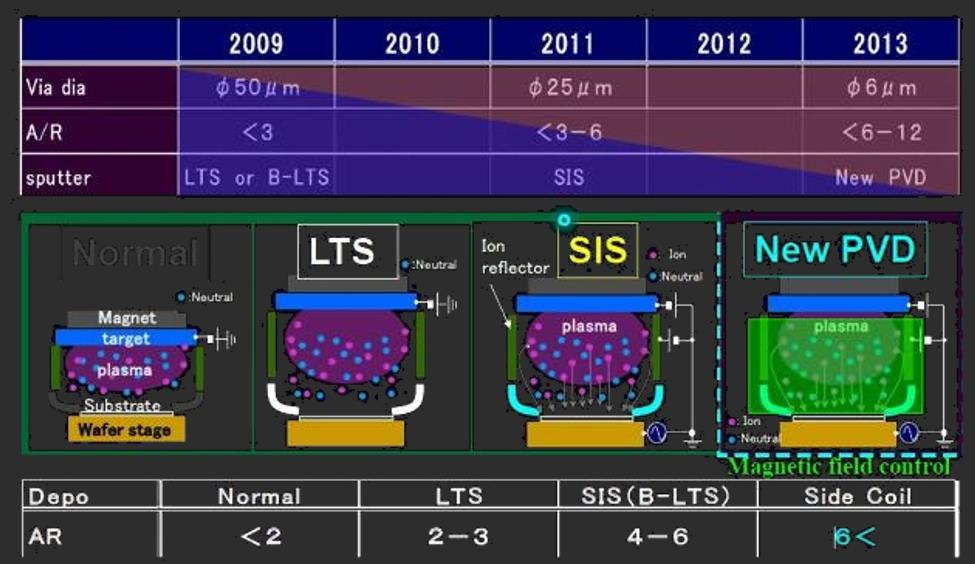 2009 2010 2011 2012 2013
Via dia φ50μm φ25μm φ6μm
A/R <3 <3-6 <6-12
sputter LTS or B-LTS SIS New PVD
Normal LTS SIS New PVD
:Neutral
:Neutral
Ion
reflector
: Ion
:Neutral
Magnet
target
plasma
Substrate
Wafer stage
plasma
plasma
: Ion
:Neutral
Magnetic field control
Depo Normal LTS SIS(B-LTS) Side Coil
AR <2 2-3 4-6 6<